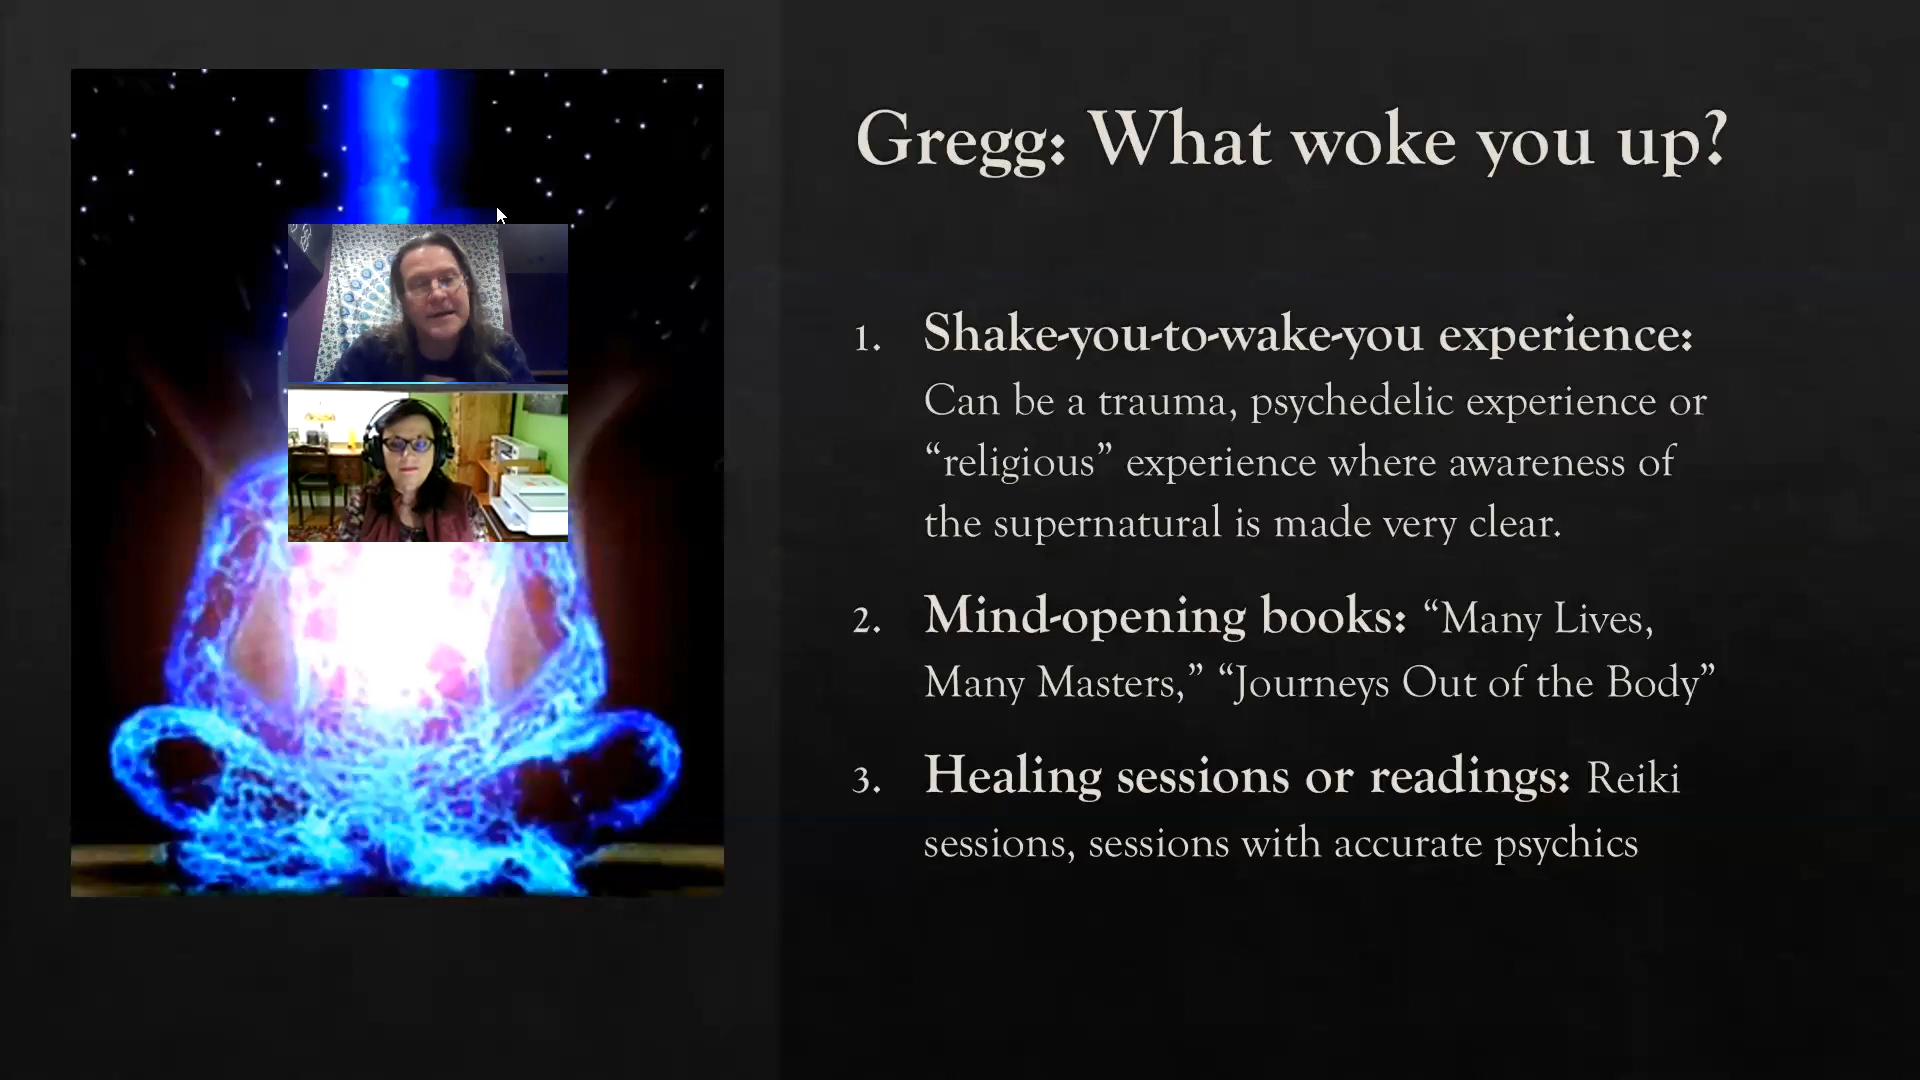 Gregg: What woke you up?
1. Shake-you-to-wake-you experience:
Can be a trauma, psychedelic experience or
“religious” experience where awareness of
the supernatural is made very clear.
2. Mind-opening books: “Many Lives,
Many Masters,” “Journeys Out of the Body”
3. Healing sessions or readings: Reiki
sessions, sessions with accurate psychics